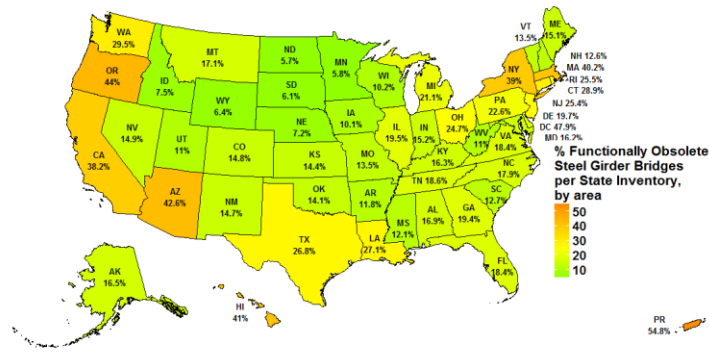 WA
29.5%
OR
44%
CA
38.2%
NV
14.9%
ID
7.5%
MT
17.1%
WY
6.4%
UT
11%
AZ
42.6%
CO
14.8%
NM
14.7%
ND
5.7%
SD
6.1%
NE
7.2%
KS
14.4%
OK
14.1%
TX
26.8%
MN
5.8%
IA
10.1%
MO
13.5%
AR
11.8%
LA
27.1%
WI
10.2%
IL
19.5%
MI
21.1%
IN
15.2%
OH
24.7%
KY
16.3%
TN 18.6%
MS
12.1%
AL
16.9%
GA
19.4%
FL
18.4%
SC
12.7%
NC
17.9%
VA
18.4%
WV
11%
PA
22.6%
NY
39%
VT
13.5%
ME
15.1%
NH 12.6%
MA 40.2%
RI 25.5%
CT 28.9%
NJ 25.4%
DE 19.7%
DC 47.9%
MD 16.2%
AK
16.5%
HI
41%
PR
54.8%
% Functionally Obsolete
Steel Girder Bridges
per State Inventory,
by area
50
40
30
20
10